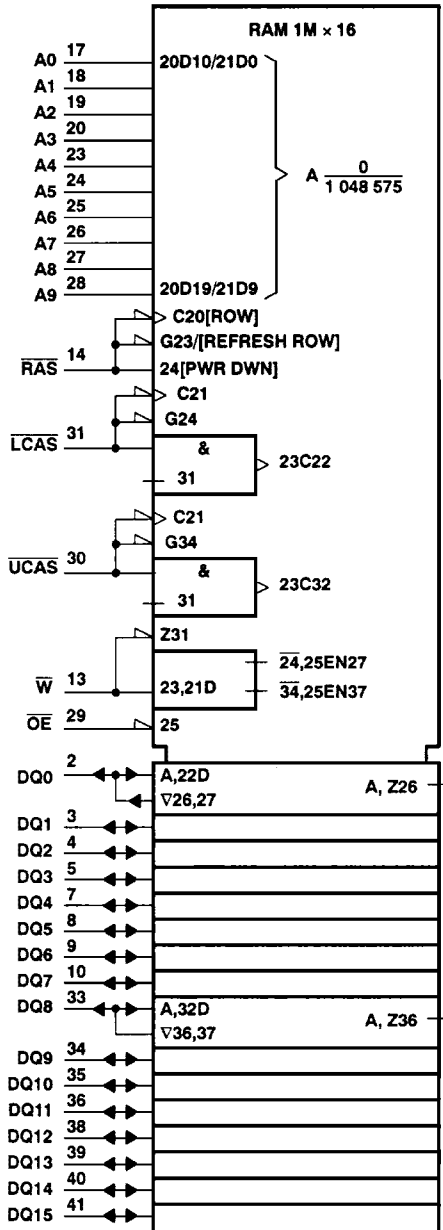 RAM 1M × 16
A0 17 20D10/21D0
A1 18
A2 19
A3 20
A4 23
A5 24
A6 25
A7 26
A8 27
A9 28 20D19/21D9
A 0
1 048 575
C20[ROW]
G23/[REFRESH ROW]
RAS 14 24[PWR DWN]
C21
G24
LCAS 31 & 23C22
31
C21
G34
UCAS 30 & 23C32
31
Z31
24,25EN27
W 13 23,21D 34,25EN37
OE 29 25
DQ0 2 A,22D A, Z26
∇26,27
DQ1 3
DQ2 4
DQ3 5
DQ4 7
DQ5 8
DQ6 9
DQ7 10
DQ8 33 A,32D A, Z36
∇36,37
DQ9 34
DQ10 35
DQ11 36
DQ12 38
DQ13 39
DQ14 40
DQ15 41